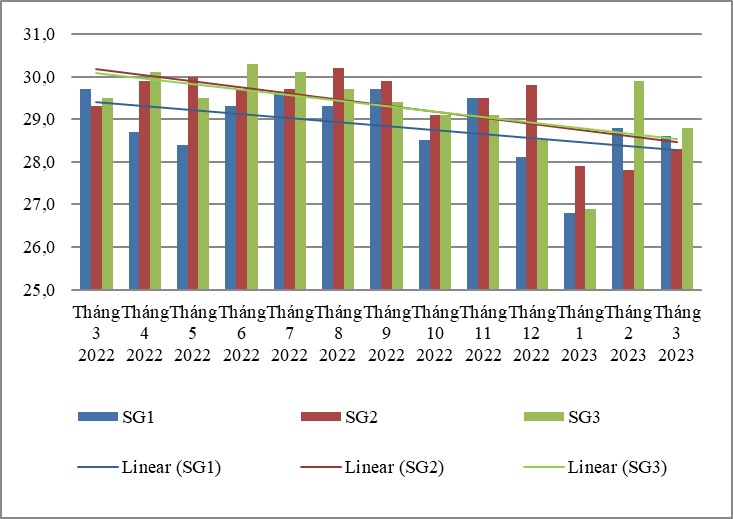 31,0
30,0
29,0
28,0
27,0
26,0
25,0
Tháng Tháng Tháng Tháng Tháng Tháng Tháng Tháng Tháng Tháng Tháng Tháng Tháng
3 4 5 6 7 8 9 10 11 12 1 2 3
2022 2022 2022 2022 2022 2022 2022 2022 2022 2022 2023 2023 2023
SG1 SG2 SG3
Linear (SG1) Linear (SG2) Linear (SG3)